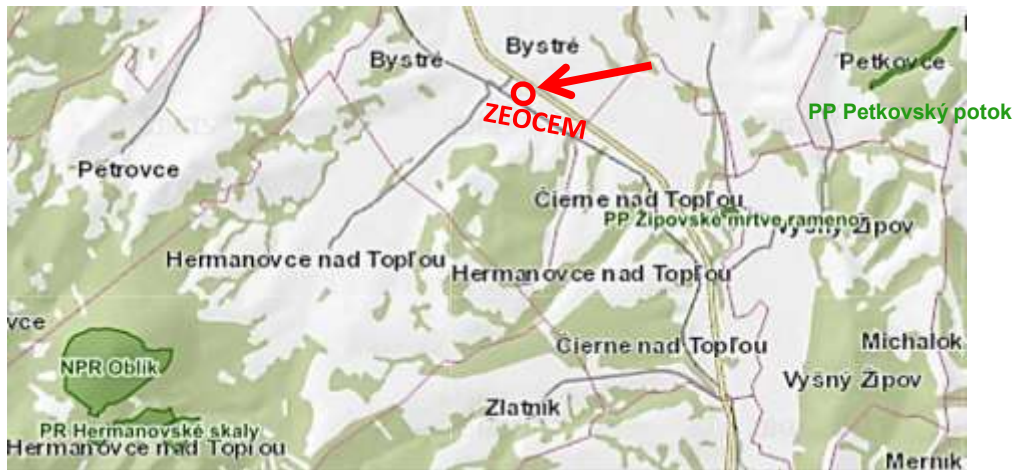 Bystré
Bystré
Petkovce
ZEOCEM
PP Petkovský potok
Petrovce
Čierne nad Topľou
PP Žipovské mŕtve rameno
Vyšný Žipov
Hermanovce nad Topľou
Hermanovce nad Topľou
vce
NPR Oblík
Čierne nad Topľou
Michalok
Vyšný Žipov
Zlatník
PR Hermanovské skaly
Hermanovce nad Topľou
Merník